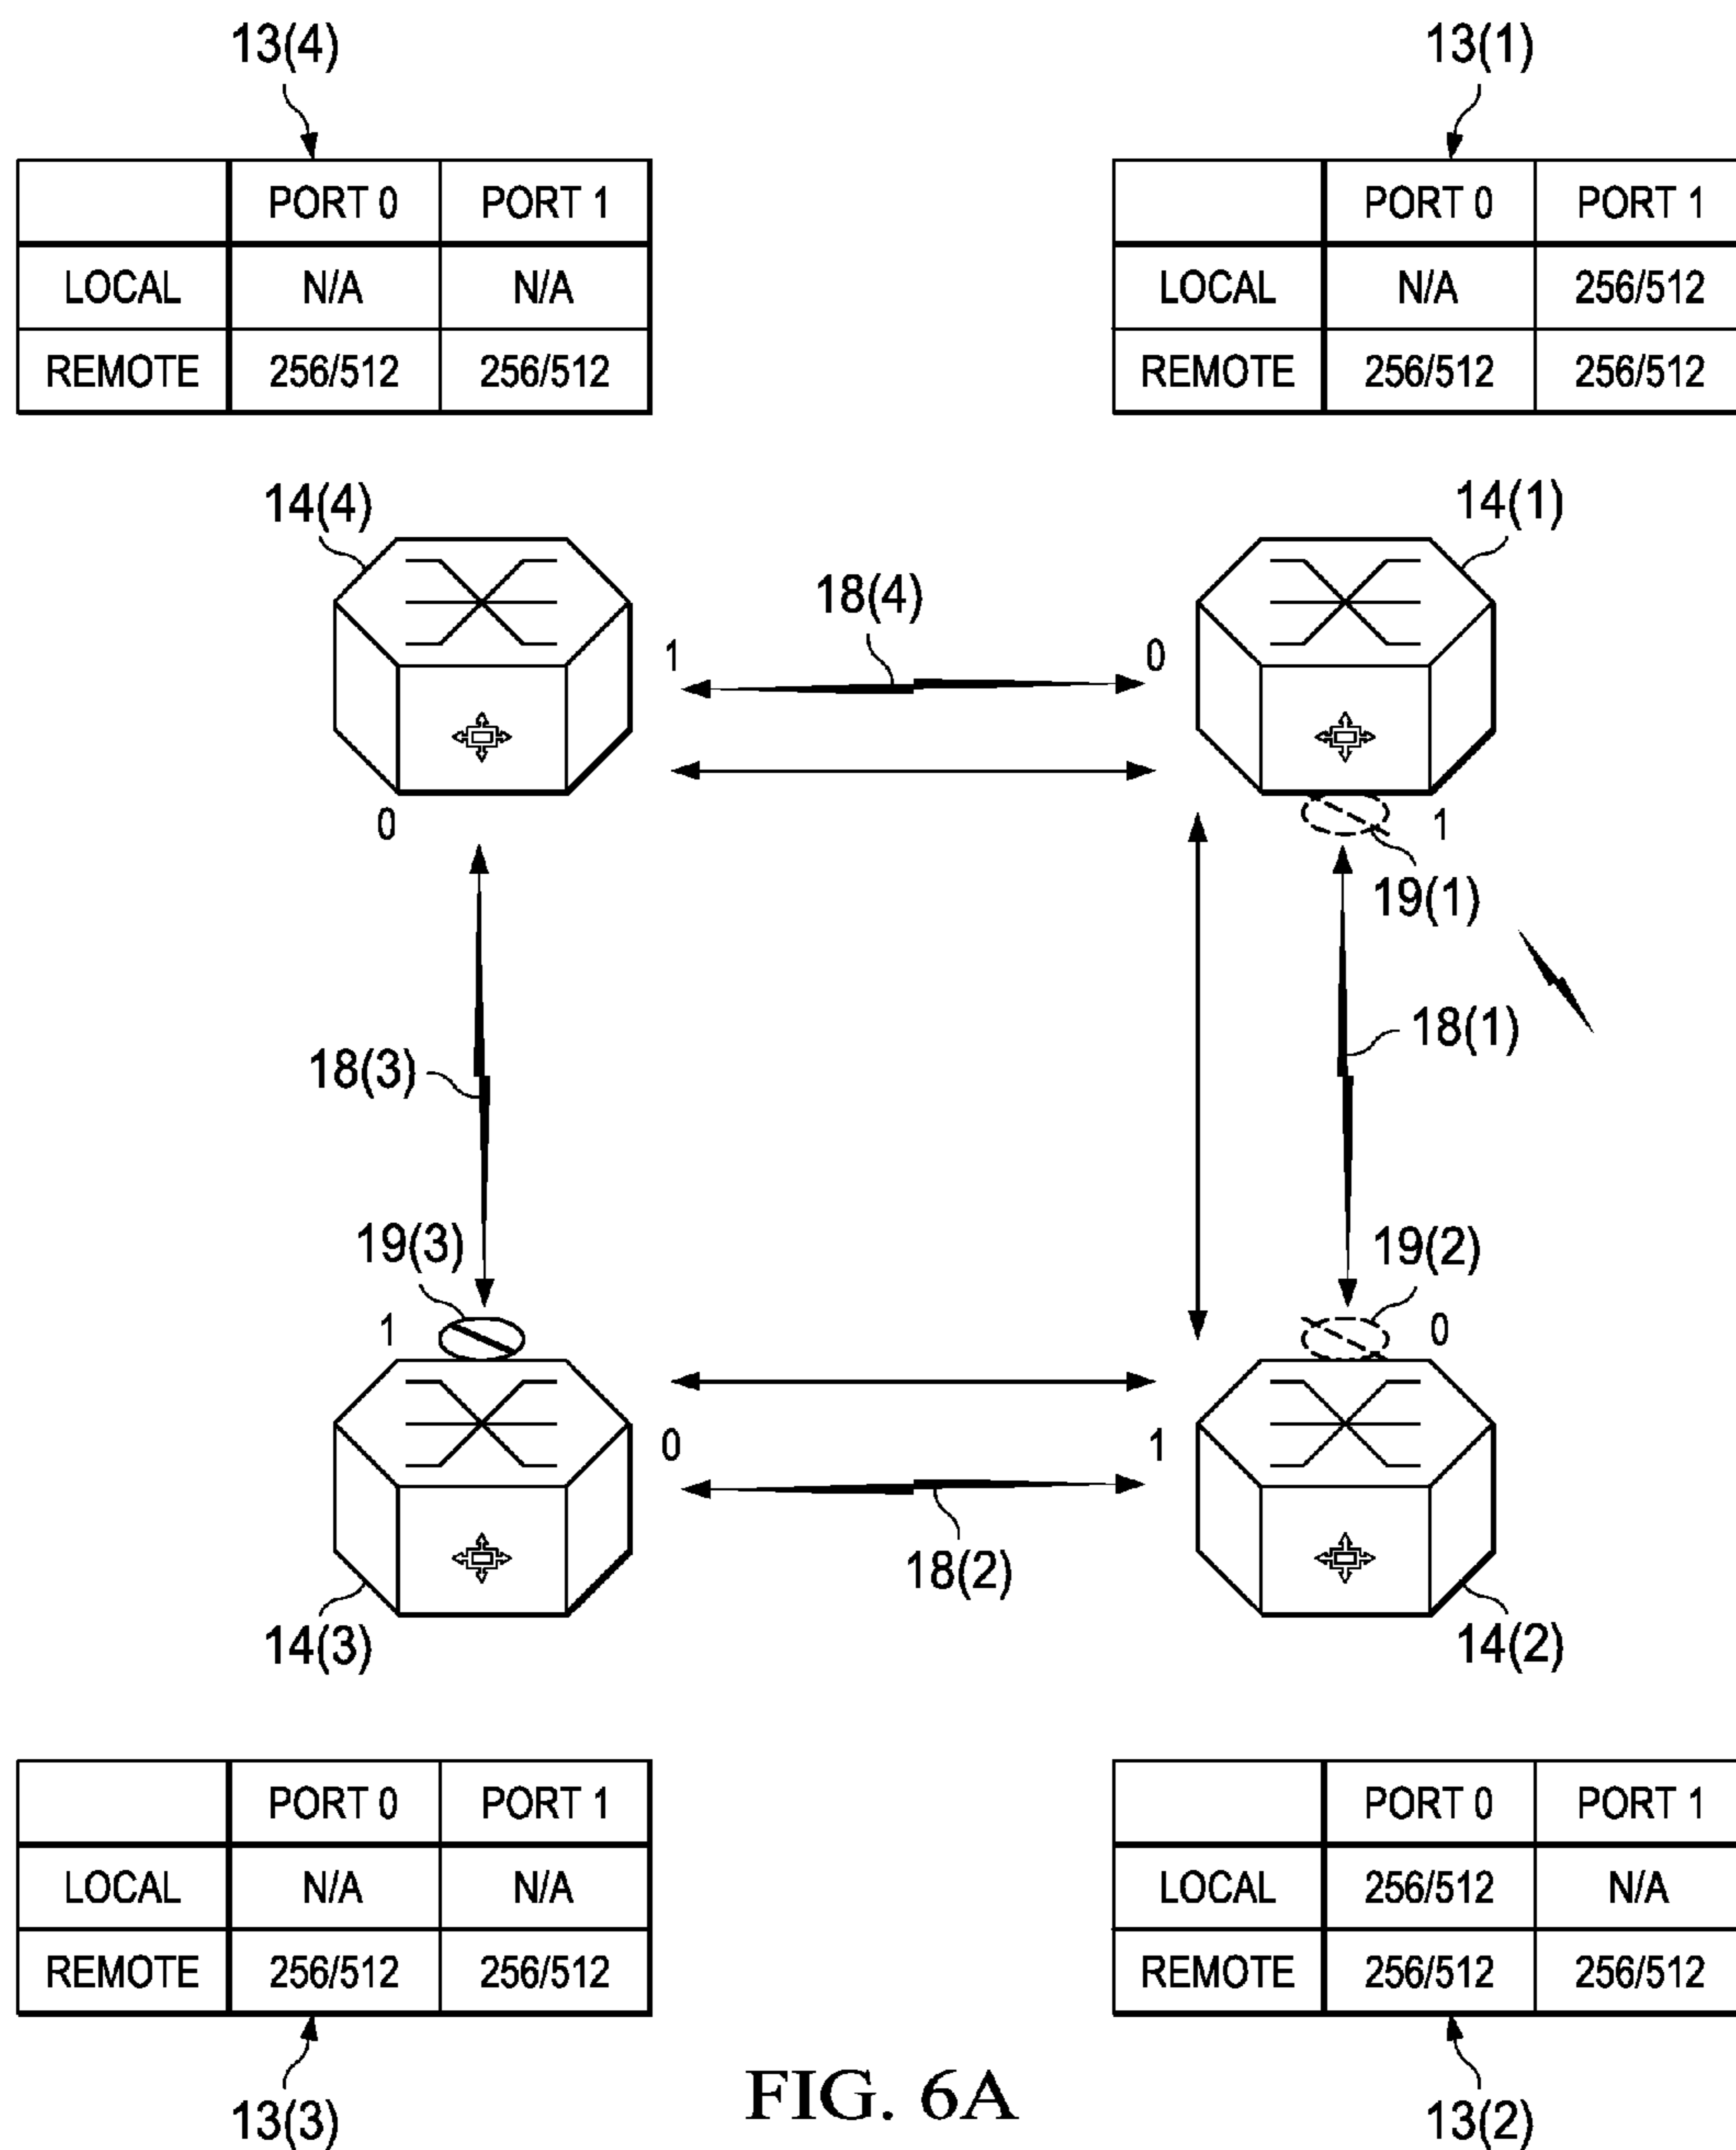 13(4) 13(1)
PORT 0 PORT 1 PORT 0 PORT 1
LOCAL N/A N/A LOCAL N/A 256/512
REMOTE 256/512 256/512 REMOTE 256/512 256/512
14(4) 14(1)
18(4)
1 0
0 1
19(1)
18(3) 18(1)
19(3) 19(2)
1 0
0 1
18(2)
14(3) 14(2)
PORT 0 PORT 1 PORT 0 PORT 1
LOCAL N/A N/A LOCAL 256/512 N/A
REMOTE 256/512 256/512 REMOTE 256/512 256/512
13(3) FIG. 6A 13(2)